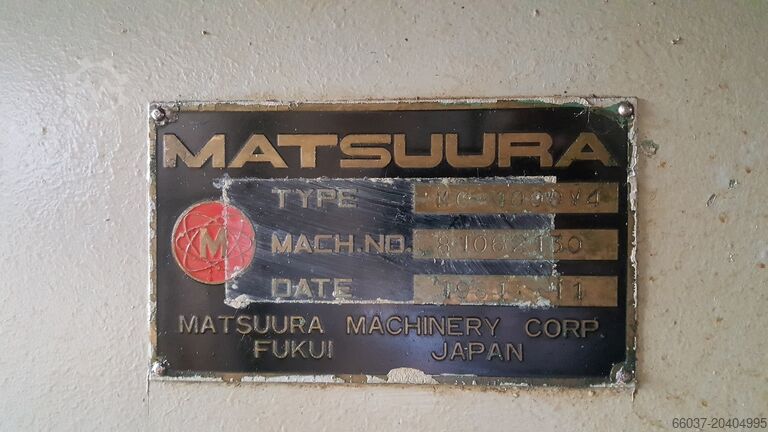 MATSUURA
TYPE
M
MACH.NO.
DATE
MATSUURA MACHINERY CORP.
FUKUI JAPAN
66037-20404995